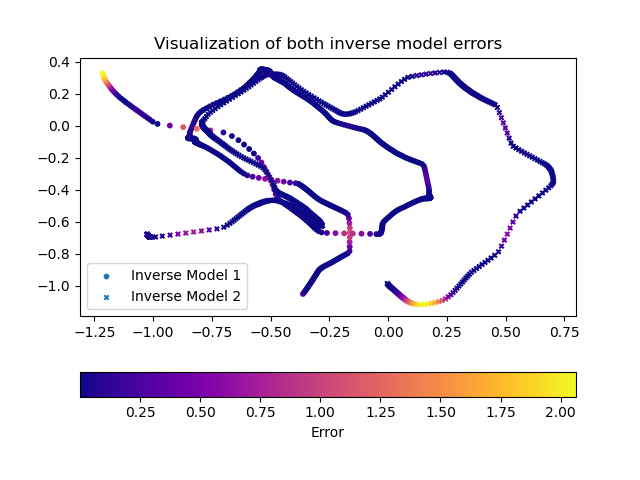 Visualization of both inverse model errors
0.4
0.2
0.0
−0.2
−0.4
−0.6
−0.8
−1.0
Inverse Model 1
Inverse Model 2
−1.25 −1.00 −0.75 −0.50 −0.25 0.00 0.25 0.50 0.75
0.25 0.50 0.75 1.00 1.25 1.50 1.75 2.00
Error